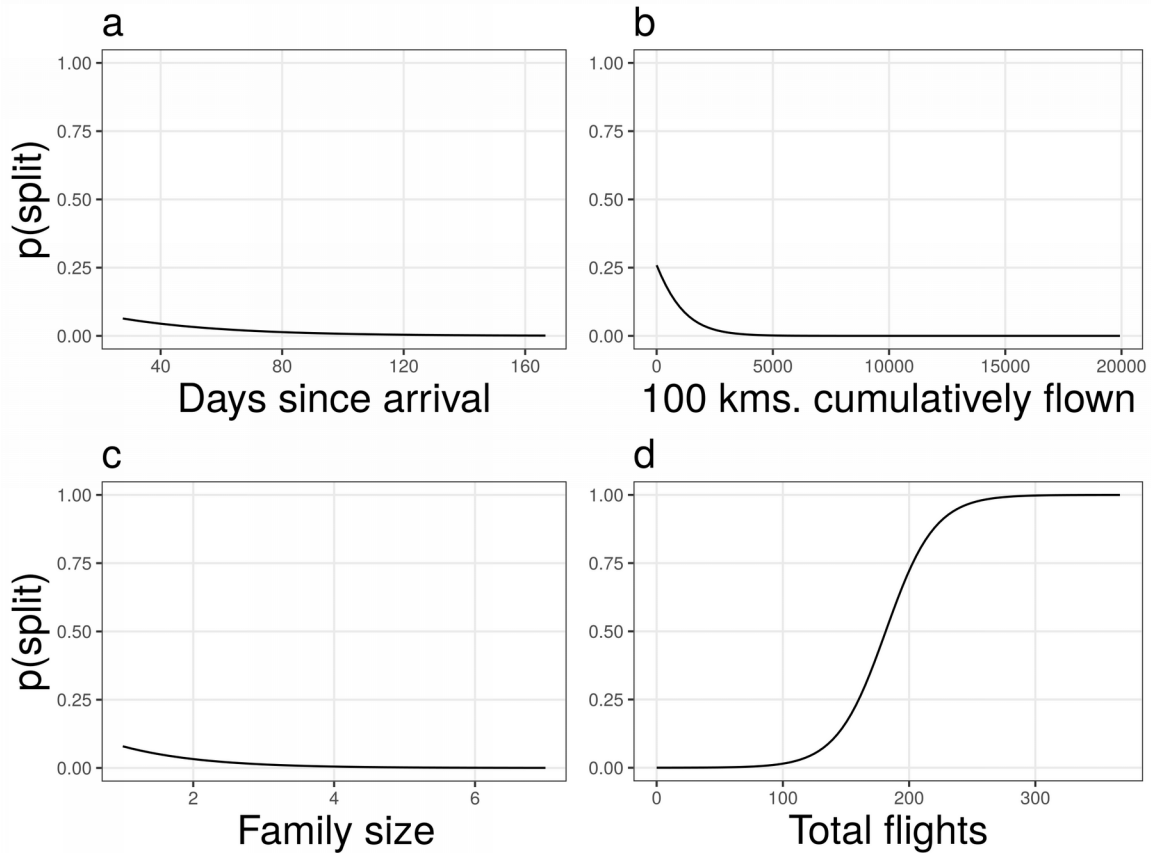 a
1.00
0.75
0.50
0.25
0.00
p(split)
40 80 120 160
Days since arrival
b
1.00
0.75
0.50
0.25
0.00
0 5000 10000 15000 20000
100 kms. cumulatively flown
c
1.00
0.75
0.50
0.25
0.00
p(split)
2 4 6
Family size
d
1.00
0.75
0.50
0.25
0.00
0 100 200 300
Total flights